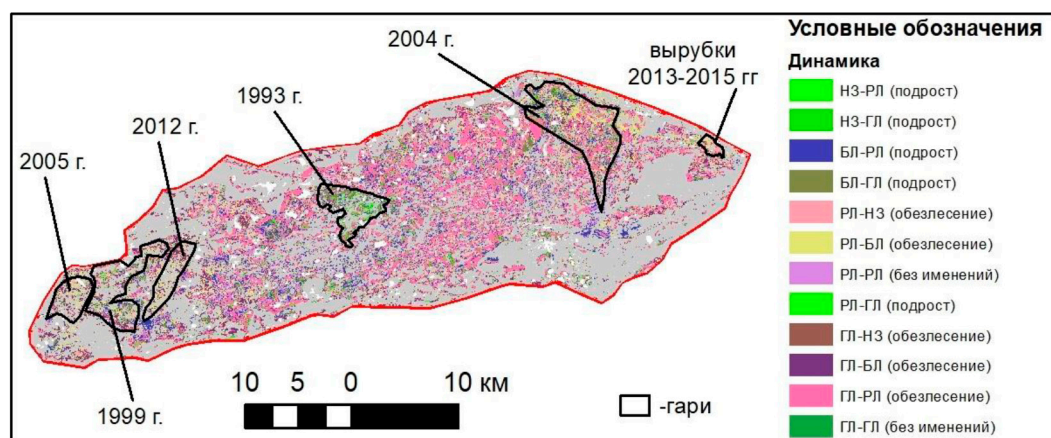 2004 г.
вырубки
2013-2015 гг
1993 г.
2012 г.
2005 г.
1999 г.
10 5 0 10 км
-гари
Условные обозначения
Динамика
НЗ-РЛ (подрост)
НЗ-ГЛ (подрост)
БЛ-РЛ (подрост)
БЛ-ГЛ (подрост)
РЛ-НЗ (обезлесение)
РЛ-БЛ (обезлесение)
РЛ-РЛ (без именений)
РЛ-ГЛ (подрост)
ГЛ-НЗ (обезлесение)
ГЛ-БЛ (обезлесение)
ГЛ-РЛ (обезлесение)
ГЛ-ГЛ (без именений)